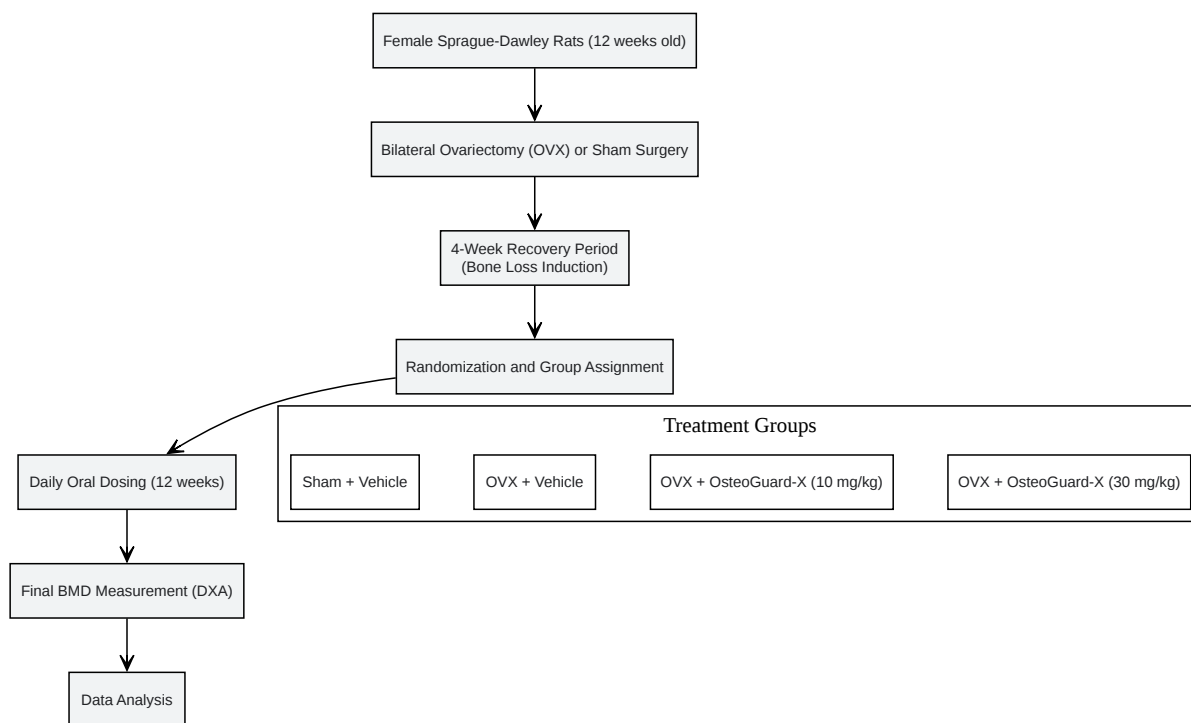 Female Sprague-Dawley Rats (12 weeks old)
Bilateral Ovariectomy (OVX) or Sham Surgery
4-Week Recovery Period
(Bone Loss Induction)
Randomization and Group Assignment
Treatment Groups
Daily Oral Dosing (12 weeks)
Sham + Vehicle
OVX + Vehicle
OVX + OsteoGuard-X (10 mg/kg)
OVX + OsteoGuard-X (30 mg/kg)
Final BMD Measurement (DXA)
Data Analysis